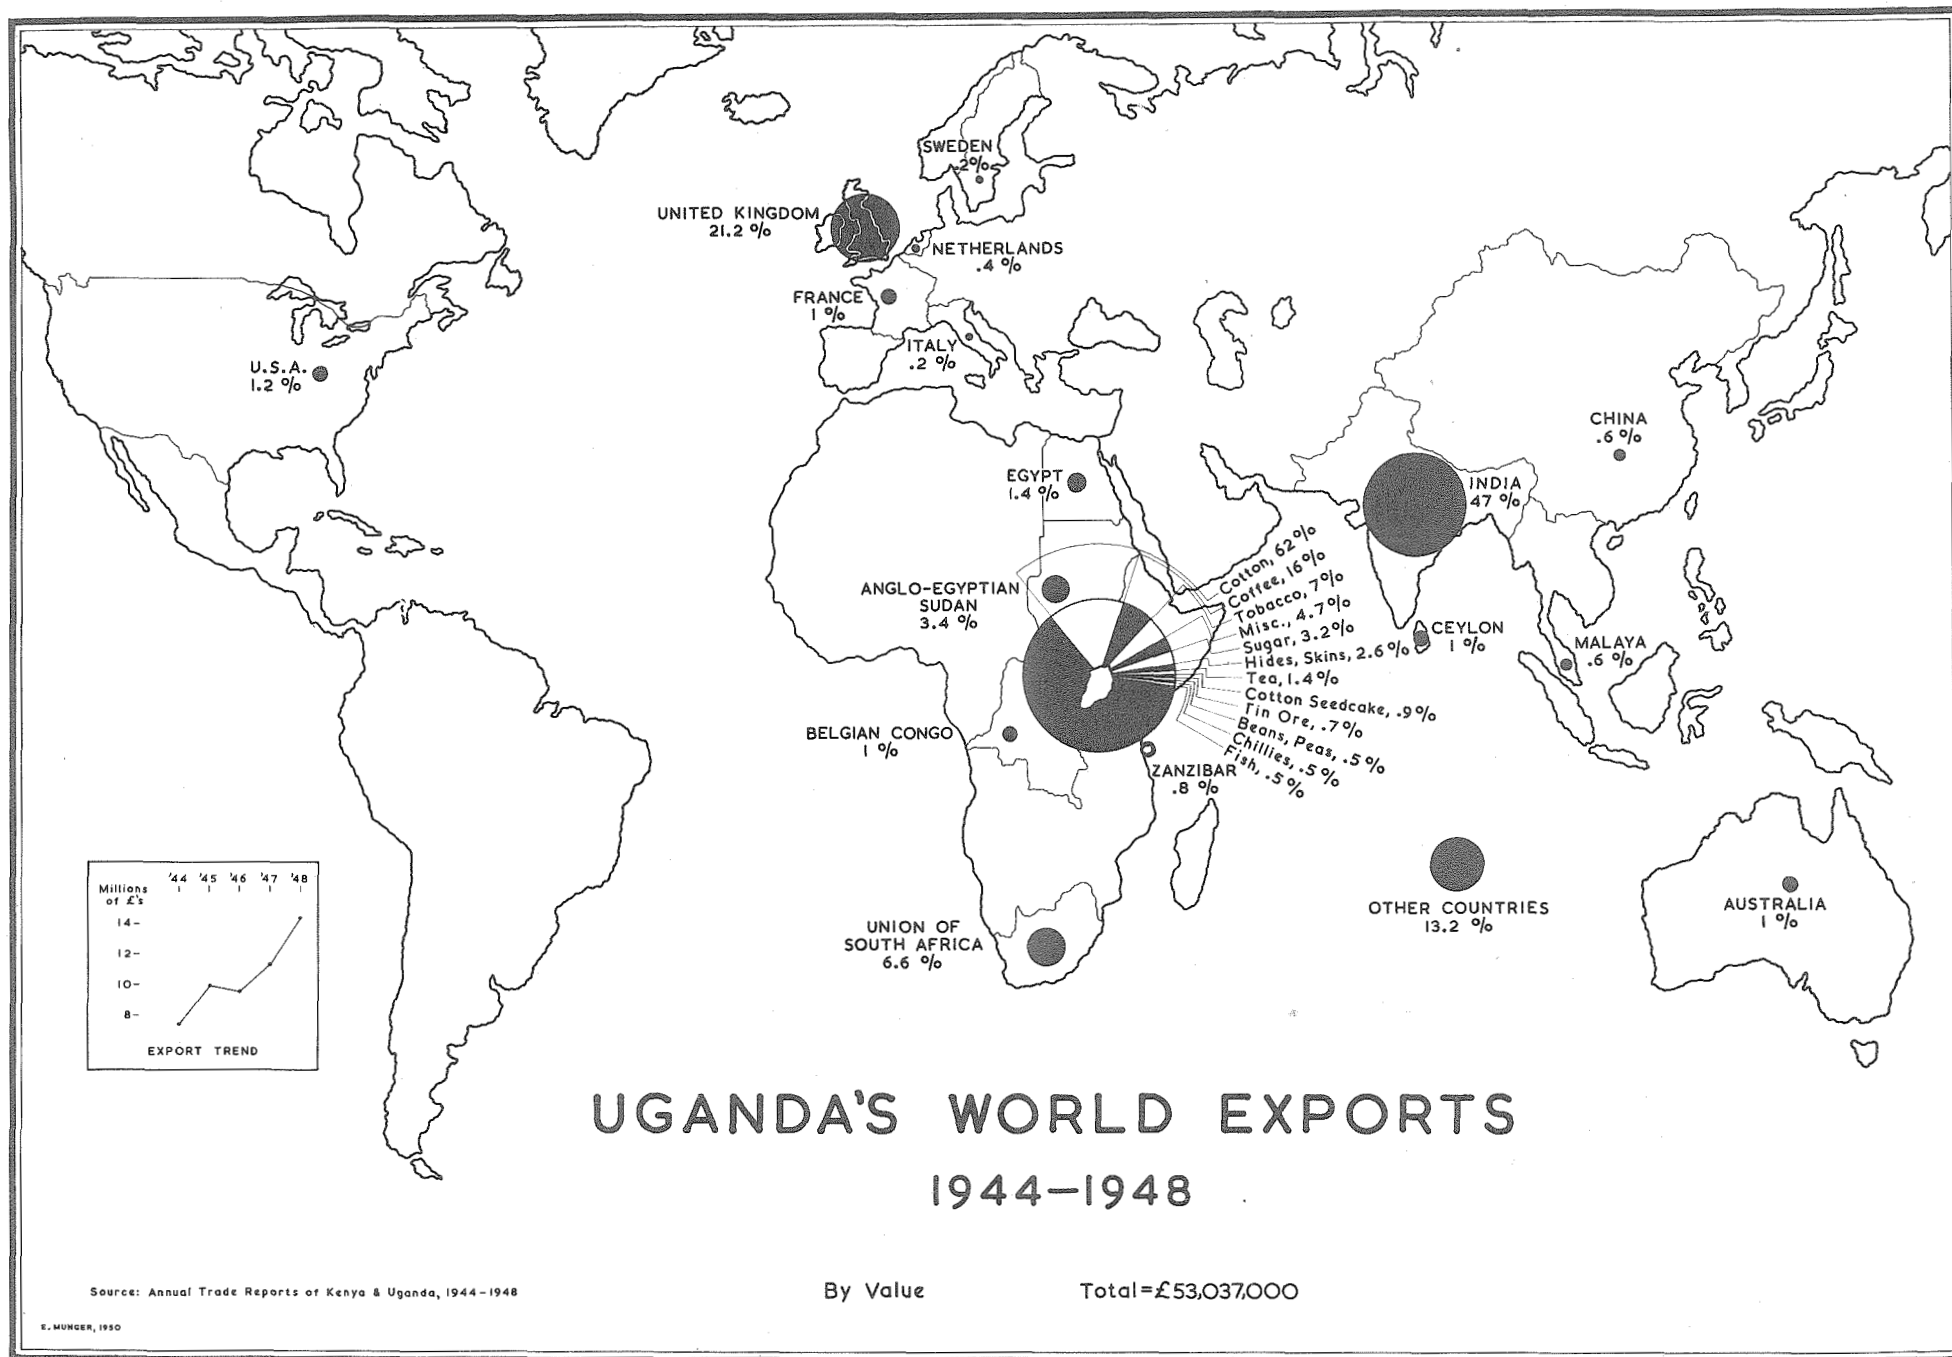 SWEDEN
.2%
UNITED KINGDOM
21.2 %
NETHERLANDS
.4 %
FRANCE
1 %
ITALY
.2 %
U.S.A.
1.2 %
CHINA
.6 %
EGYPT
1.4 %
INDIA
47 %
ANGLO-EGYPTIAN
SUDAN
3.4 %
Cotton, 62%
Coffee, 16%
Tobacco, 7%
Misc., 4.7%
Sugar, 3.2%
Hides, Skins, 2.6%
Tea, 1.4%
Cotton Seedcake, .9%
Tin Ore, .7%
Beans, Peas, .5%
Chillies, .5%
Fish, .5%
CEYLON
1 %
MALAYA
.6 %
BELGIAN CONGO
1 %
ZANZIBAR
.8 %
UNION OF
SOUTH AFRICA
6.6 %
OTHER COUNTRIES
13.2 %
AUSTRALIA
1 %
'44 '45 '46 '47 '48
Millions
of £'s
14-
12-
10-
8-
EXPORT TREND
UGANDA'S WORLD EXPORTS
1944-1948
Source: Annual Trade Reports of Kenya & Uganda, 1944-1948
By Value Total=£53,037,000
E. MUNGER, 1950